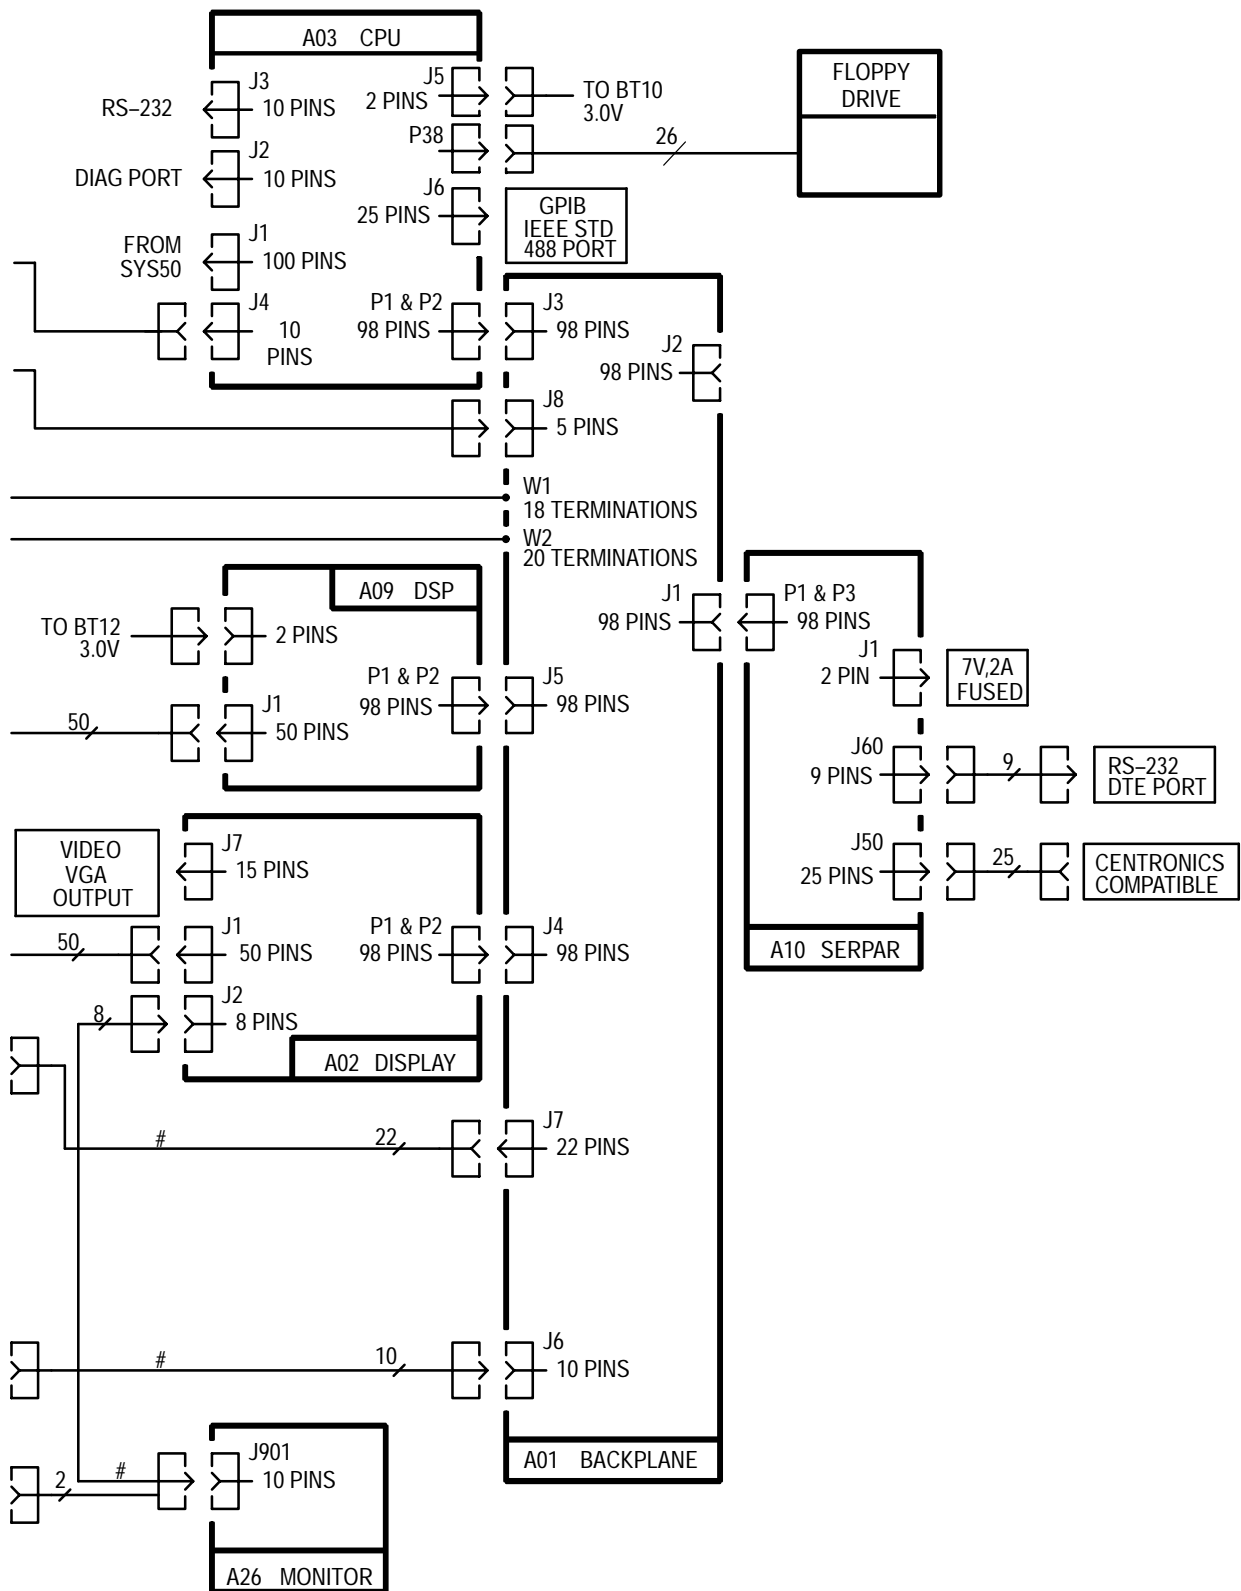 A03 CPU
J3
RS–232
10 PINS
J2
DIAG PORT
10 PINS
FROM
SYS50
J1
100 PINS
J4
10
PINS
J5
2 PINS
TO BT10
3.0V
P38
26
FLOPPY
DRIVE
J6
25 PINS
GPIB
IEEE STD
488 PORT
P1 & P2
98 PINS
J3
98 PINS
J2
98 PINS
J8
5 PINS
W1
18 TERMINATIONS
W2
20 TERMINATIONS
A09 DSP
TO BT12
3.0V
2 PINS
P1 & P2
98 PINS
J5
98 PINS
50
J1
50 PINS
J1
98 PINS
P1 & P3
98 PINS
J1
2 PIN
7V,2A
FUSED
J60
9 PINS
9
RS–232
DTE PORT
J50
25 PINS
25
CENTRONICS
COMPATIBLE
A10 SERPAR
VIDEO
VGA
OUTPUT
J7
15 PINS
50
J1
50 PINS
P1 & P2
98 PINS
J4
98 PINS
8
J2
8 PINS
A02 DISPLAY
#
22
J7
22 PINS
#
10
J6
10 PINS
A01 BACKPLANE
2
#
J901
10 PINS
A26 MONITOR